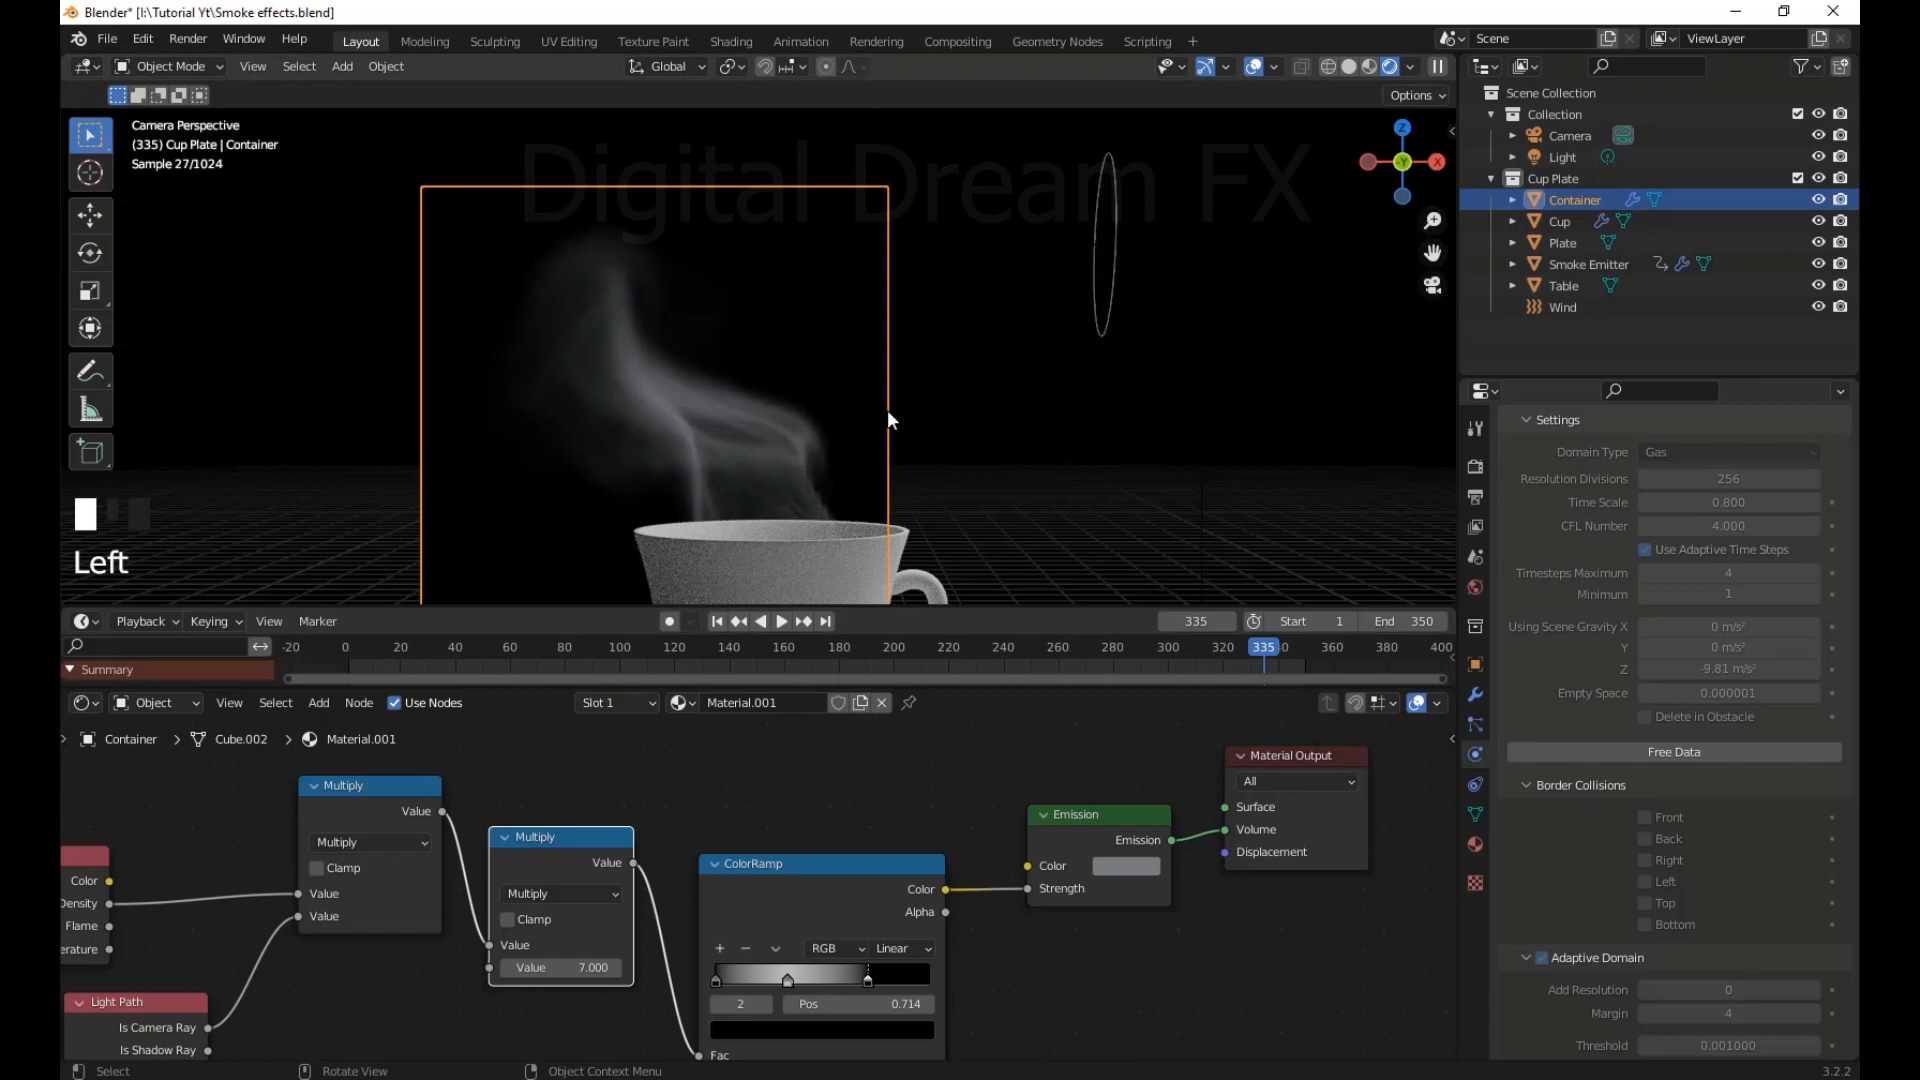 Blender* [I:\Tutorial Yt\Smoke effects.blend]
File Edit Render Window Help Layout Modeling Sculpting UV Editing Texture Paint Shading Animation Rendering Compositing Geometry Nodes Scripting + Scene ViewLayer
Object Mode View Select Add Object Global
Options
Camera Perspective
(335) Cup Plate | Container
Sample 27/1024
Digital Dream FX
Z
-Y
X
Left
Scene Collection
Collection
Camera
Light
Cup Plate
Container
Cup
Plate
Smoke Emitter
Table
Wind
Settings
Domain Type Gas
Resolution Divisions 256
Time Scale 0.800
CFL Number 4.000
Use Adaptive Time Steps
Timesteps Maximum 4
Minimum 1
Using Scene Gravity X 0 m/s²
Y 0 m/s²
Z -9.81 m/s²
Empty Space 0.000001
Delete in Obstacle
Free Data
Border Collisions
Front
Back
Right
Left
Top
Bottom
Adaptive Domain
Add Resolution 0
Margin 4
Threshold 0.001000
Playback Keying View Marker 335 Start 1 End 350
-20 0 20 40 60 80 100 120 140 160 180 200 220 240 260 280 300 320 335 360 380 400
Summary
Object View Select Add Node Use Nodes Slot 1 Material.001
Container > Cube.002 > Material.001
Color
Density
Flame
erature
Light Path
Is Camera Ray
Is Shadow Ray
Multiply
Value
Multiply
Clamp
Value
Value
Multiply
Value
Multiply
Clamp
Value
Value 7.000
ColorRamp
Color
Alpha
+ − RGB Linear
2 Pos 0.714
Fac
Emission
Emission
Color
Strength
Material Output
All
Surface
Volume
Displacement
Select Rotate View Object Context Menu 3.2.2